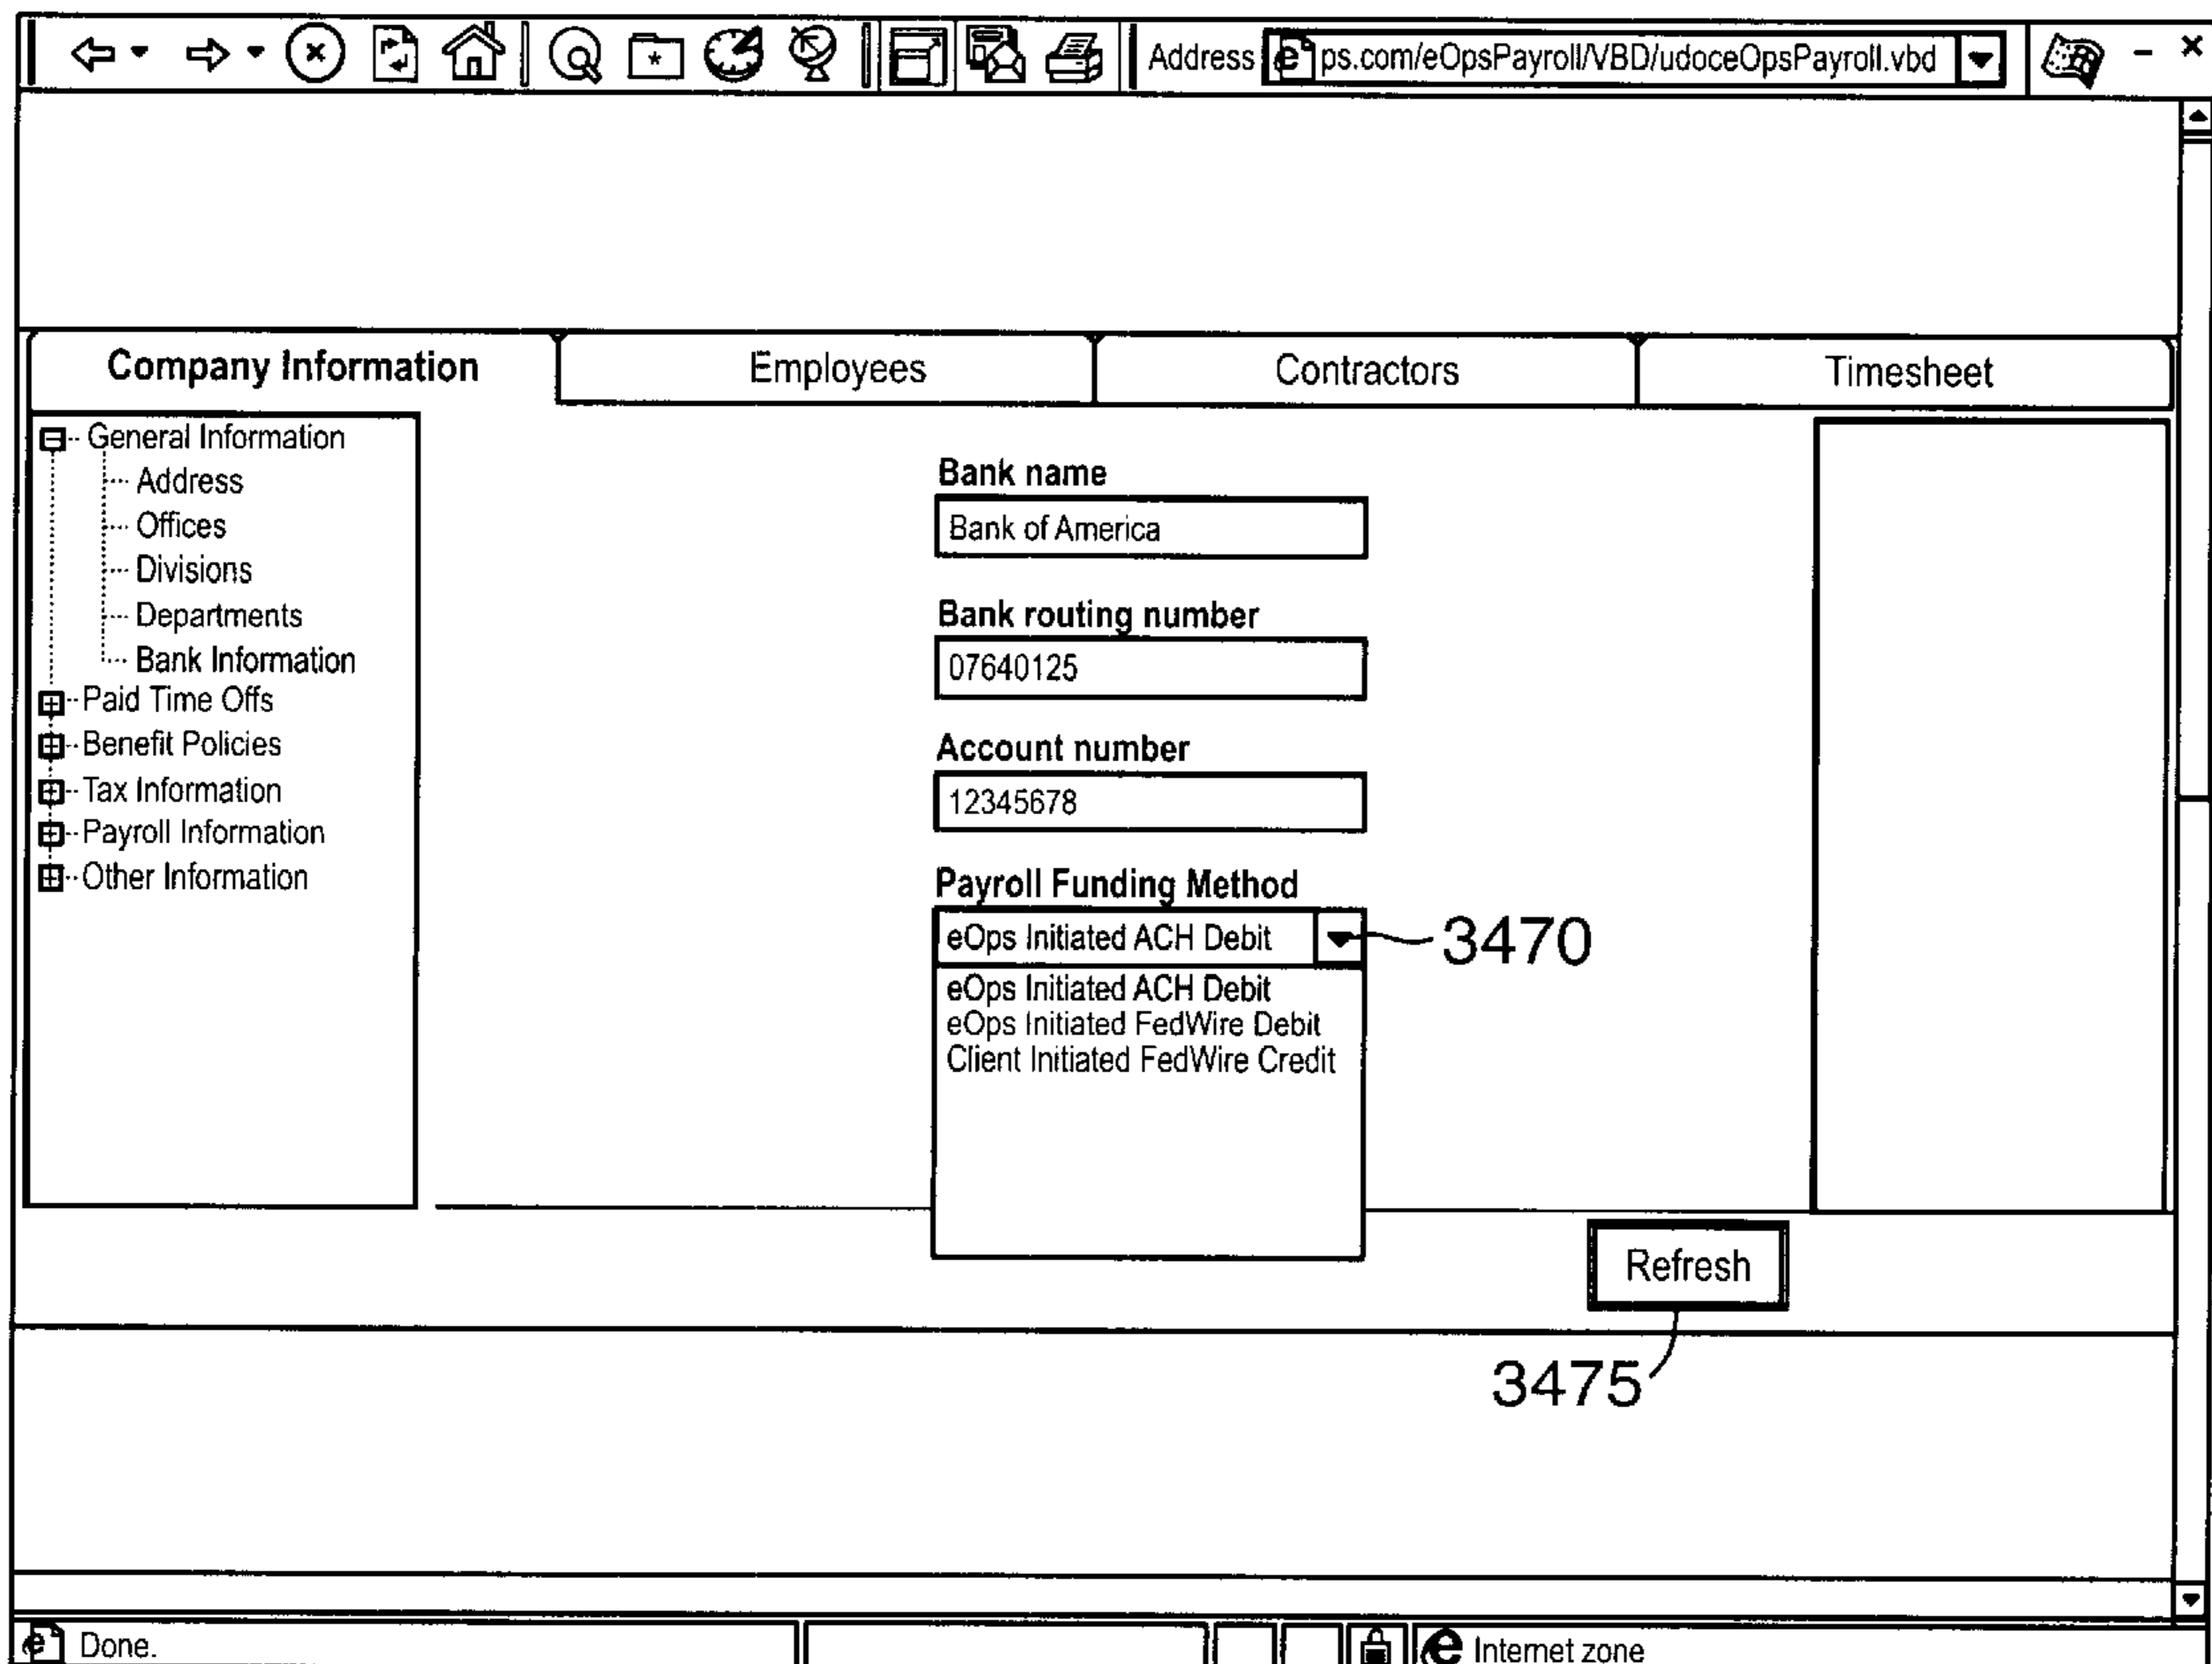 Address ps.com/eOpsPayroll/VBD/udoceOpsPayroll.vbd
Company Information Employees Contractors Timesheet
General Information
Address
Offices
Divisions
Departments
Bank Information
Paid Time Offs
Benefit Policies
Tax Information
Payroll Information
Other Information
Bank name
Bank of America
Bank routing number
07640125
Account number
12345678
Payroll Funding Method
eOps Initiated ACH Debit
3470
eOps Initiated ACH Debit
eOps Initiated FedWire Debit
Client Initiated FedWire Credit
Refresh
3475
Done.
Internet zone